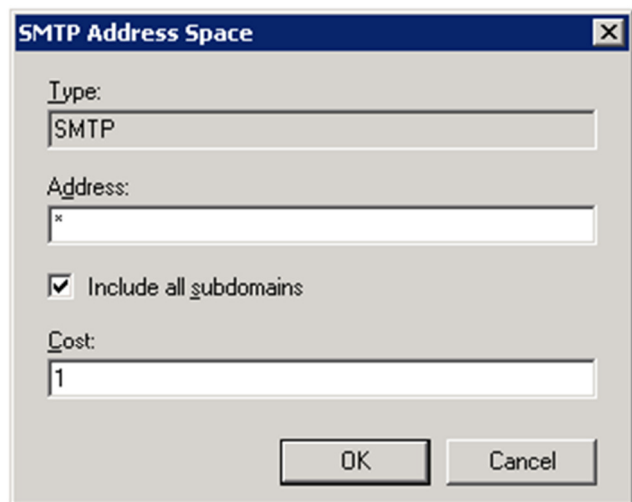 SMTP Address Space
Type:
SMTP
Address:
*
Include all subdomains
Cost:
1
OK Cancel